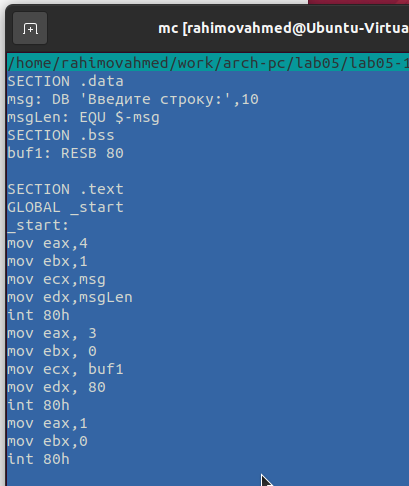 mc [rahimovahmed@Ubuntu-Virtua
/home/rahimovahmed/work/arch-pc/lab05/lab05-1
SECTION .data
msg: DB 'Введите строку:',10
msgLen: EQU $-msg
SECTION .bss
buf1: RESB 80
SECTION .text
GLOBAL _start
_start:
mov eax,4
mov ebx,1
mov ecx,msg
mov edx,msgLen
int 80h
mov eax, 3
mov ebx, 0
mov ecx, buf1
mov edx, 80
int 80h
mov eax,1
mov ebx,0
int 80h